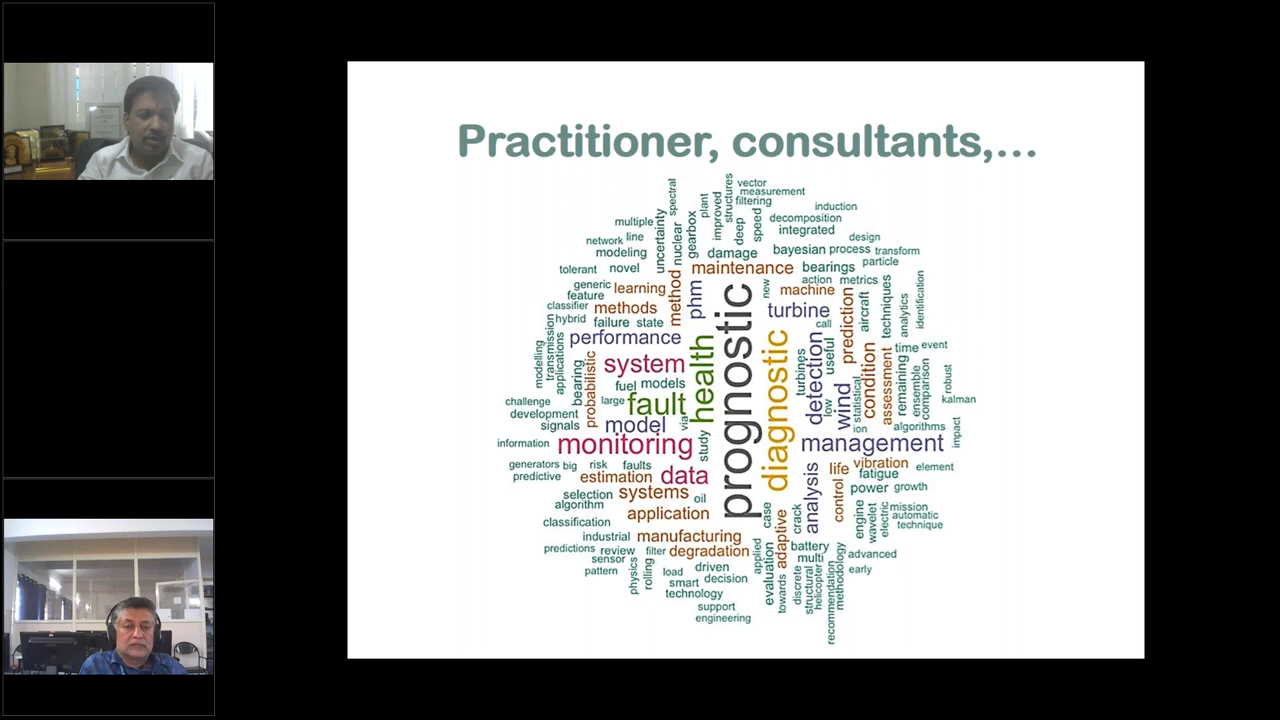 Practitioner, consultants,...
vector
spectral
structures
measurement
plant
improved
filtering
induction
multiple
uncertainty
nuclear
gearbox
deep
speed
decomposition
integrated
network
line
design
modeling
damage
bayesian
process
transform
tolerant
novel
maintenance
bearings
particle
action
metrics
generic
learning
method
phm
new
machine
feature
classifier
methods
turbine
prediction
aircraft
techniques
analytics
identification
hybrid
failure
state
call
transmission
performance
modelling
applications
system
health
prognostic
diagnostic
detection
useful
time
event
bearing
probabilistic
fuel
models
turbines
condition
assessment
remaining
ensemble
comparison
robust
challenge
large
fault
low
wind
statistical
kalman
development
signals
model
via
ion
algorithms
impact
information
monitoring
study
management
generators
big
risk
faults
data
life
vibration
element
predictive
estimation
fatigue
selection
systems
oil
analysis
control
power
growth
algorithm
application
case
crack
engine
wavelet
electric
mission
automatic
technique
classification
industrial
manufacturing
adaptive
predictions
review
filter
degradation
applied
evaluation
battery
advanced
sensor
multi
pattern
physics
rolling
load
driven
early
smart
decision
towards
discrete
structural
helicopter
recommendation
methodology
technology
support
engineering